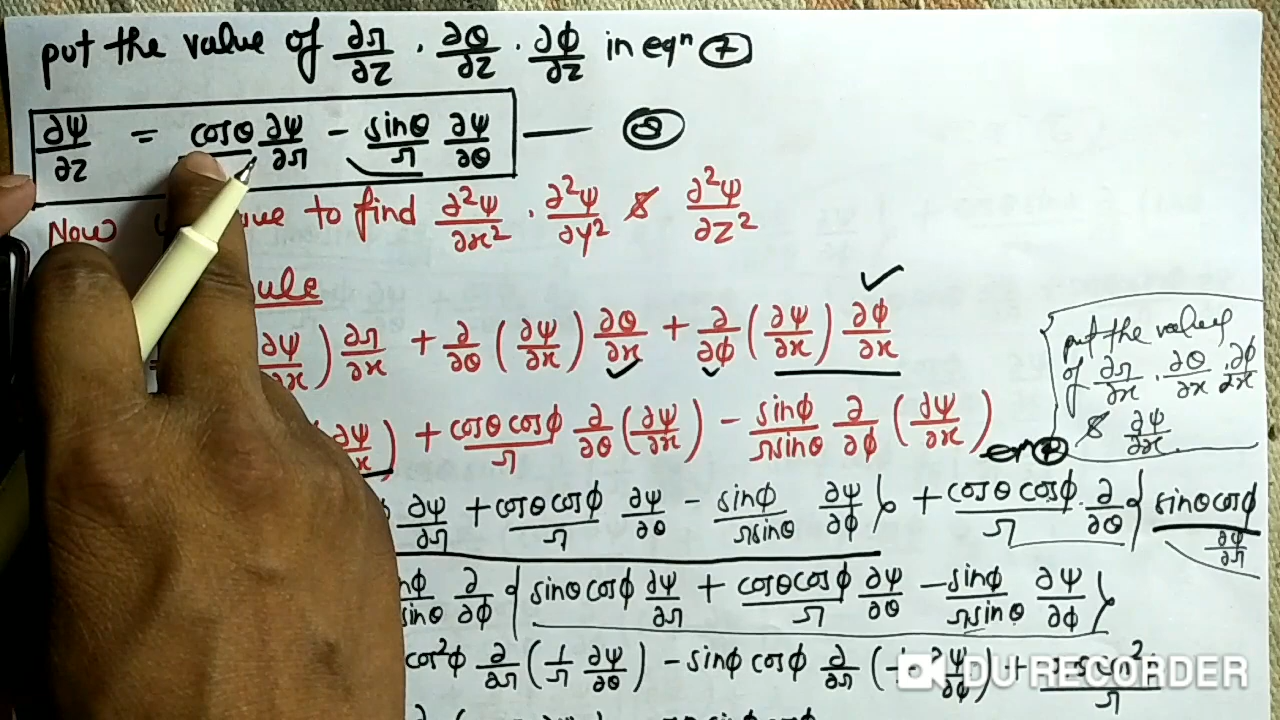 put the value of ∂r/∂z · ∂θ/∂z · ∂φ/∂z in eqⁿ ⑦
∂ψ/∂z = cosθ ∂ψ/∂r − sinθ/r ∂ψ/∂θ — ⑧
Now to find ∂²ψ/∂x² · ∂²ψ/∂y² & ∂²ψ/∂z²
∂ψ/∂x) ∂r/∂x + ∂/∂θ (∂ψ/∂x) ∂θ/∂x + ∂/∂φ (∂ψ/∂x) ∂φ/∂x
(∂ψ/∂x) + cosθ cosφ/r ∂/∂θ (∂ψ/∂x) − sinφ/r sinθ ∂/∂φ (∂ψ/∂x)
put the value
of ∂r/∂x · ∂θ/∂x · ∂φ/∂x
& ∂ψ/∂x.
∂ψ/∂r + cosθ cosφ/r ∂ψ/∂θ − sinφ/r sinθ ∂ψ/∂φ} + cosθ cosφ/r · ∂/∂θ { sinθ cosφ ∂ψ/∂r
∂/∂φ { sinθ cosφ ∂ψ/∂r + cosθ cosφ/r ∂ψ/∂θ − sinφ/r sinθ ∂ψ/∂φ}
cos²φ ∂/∂r (1/r ∂ψ/∂θ) − sinφ cosφ ∂/∂r
DU RECORDER